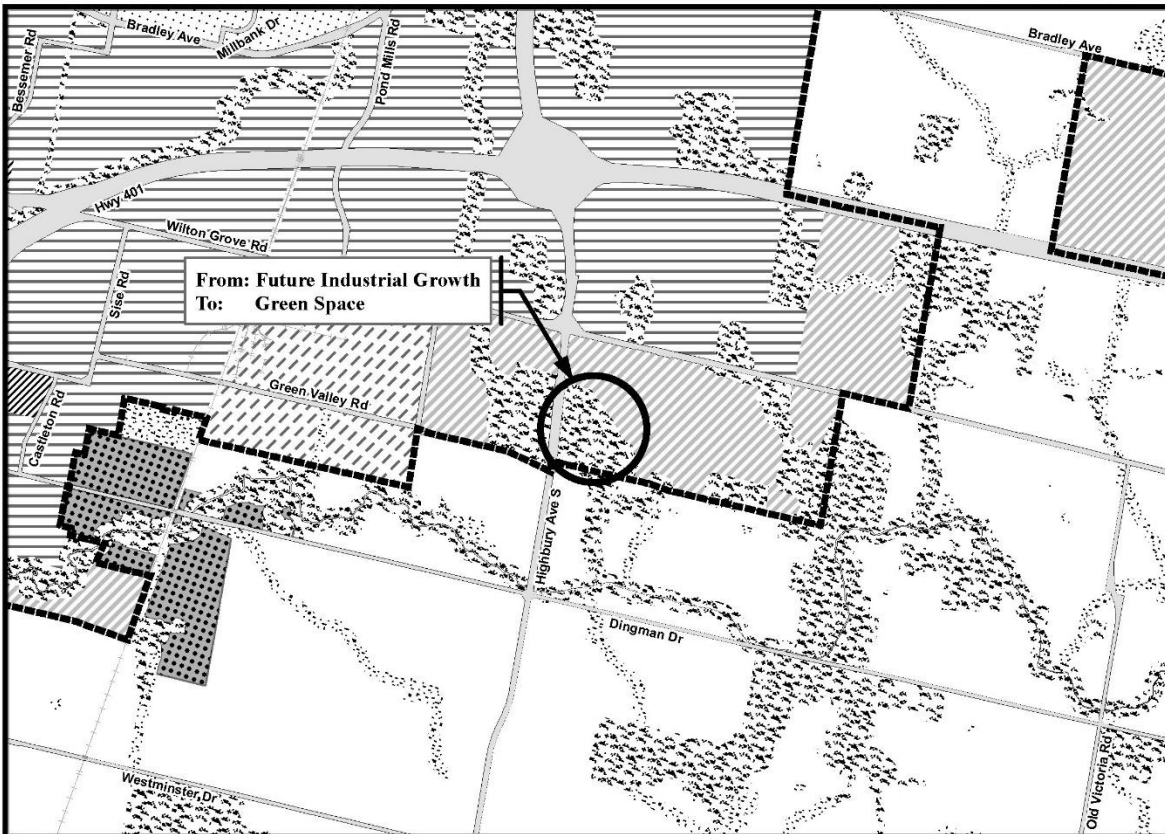 Bradley Ave
Millbank Dr
Bessemer Rd
Pond Mills Rd
Bradley Ave
Hwy 401
Wilton Grove Rd
Sise Rd
From: Future Industrial Growth
To: Green Space
Green Valley Rd
Castleton Rd
Highbury Ave S
Dingman Dr
Westminster Dr
Old Victoria Rd